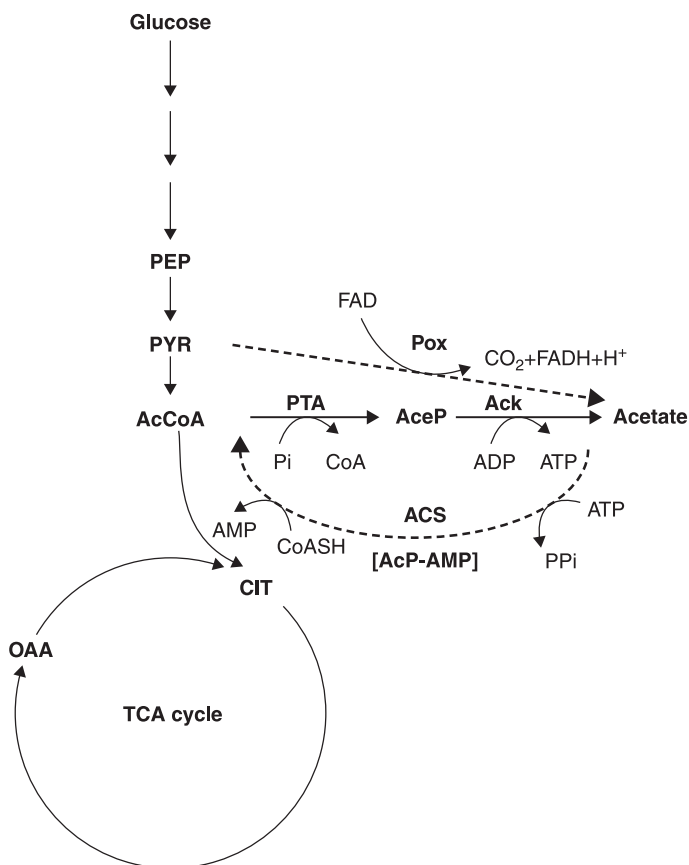 Glucose
PEP
FAD
PYR
Pox
CO₂+FADH+H⁺
AcCoA
PTA
AceP
Ack
Acetate
Pi
CoA
ADP
ATP
AMP
CoASH
ACS
ATP
[AcP-AMP]
PPi
CIT
OAA
TCA cycle